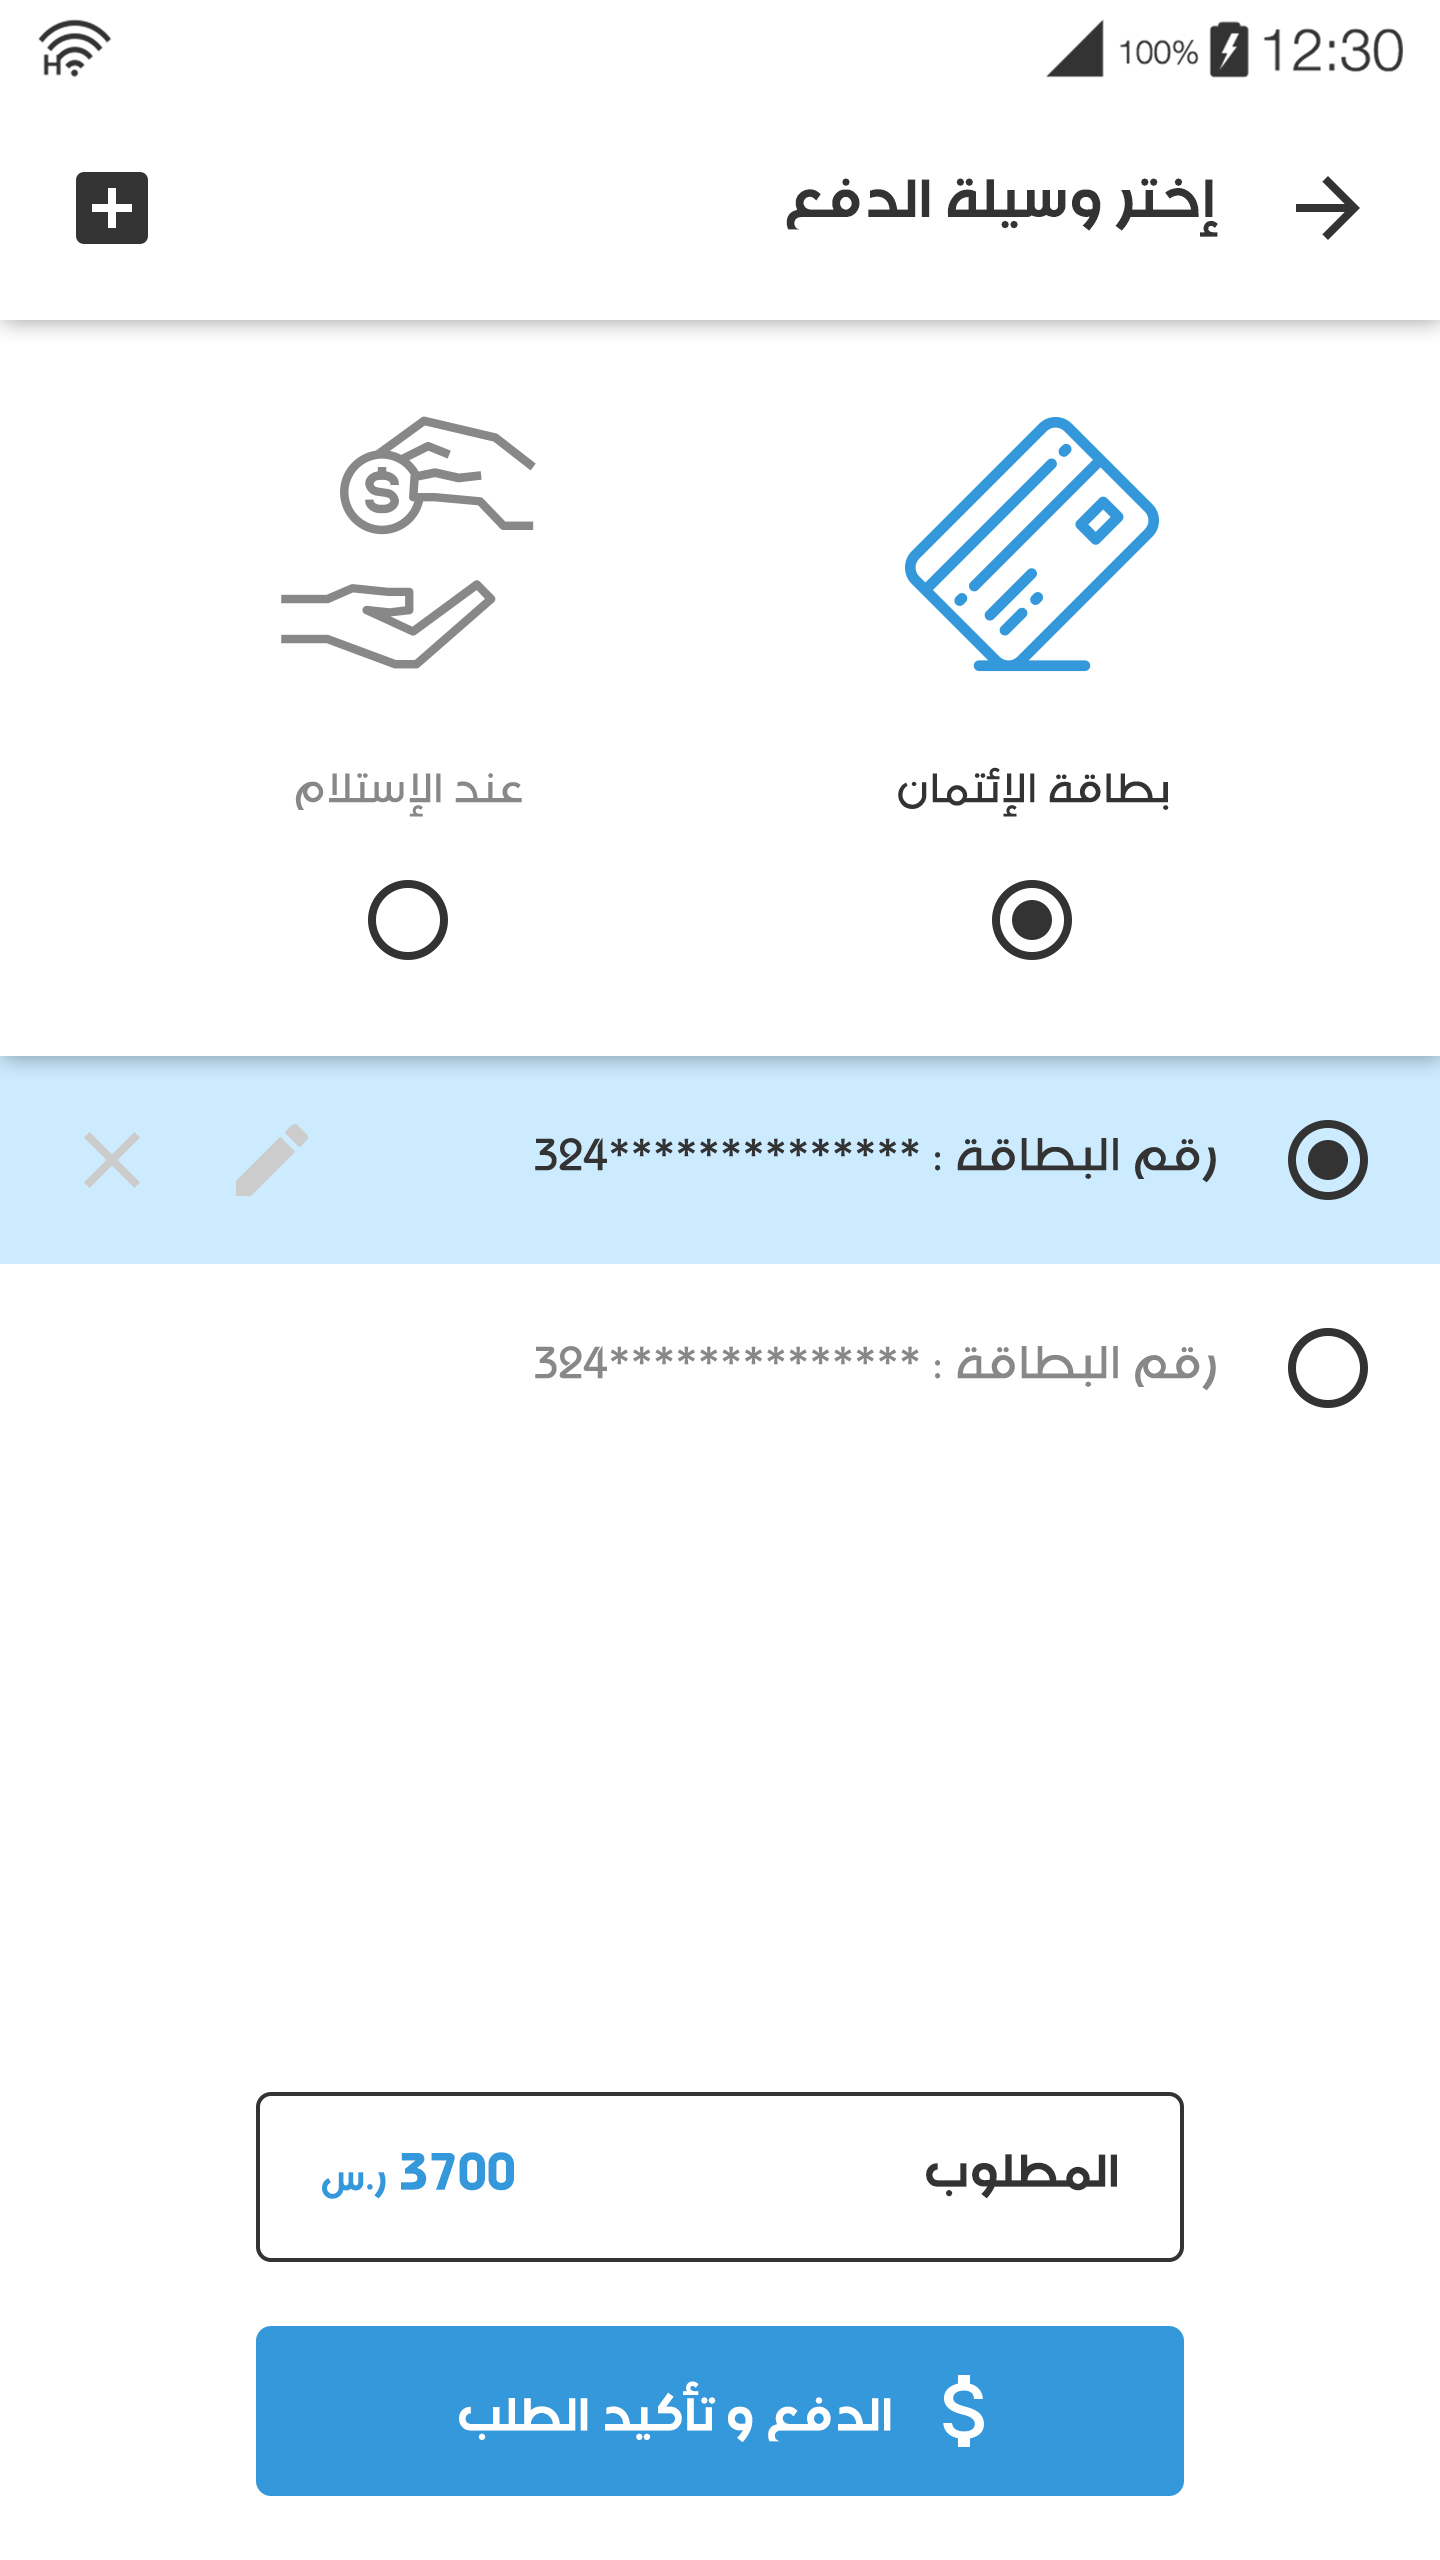 H 100% 12:30
إختر وسيلة الدفع
بطاقة الإئتمان
عند الإستلام
رقم البطاقة : **************324
رقم البطاقة : **************324
المطلوب
3700 ر.س
$ الدفع و تأكيد الطلب